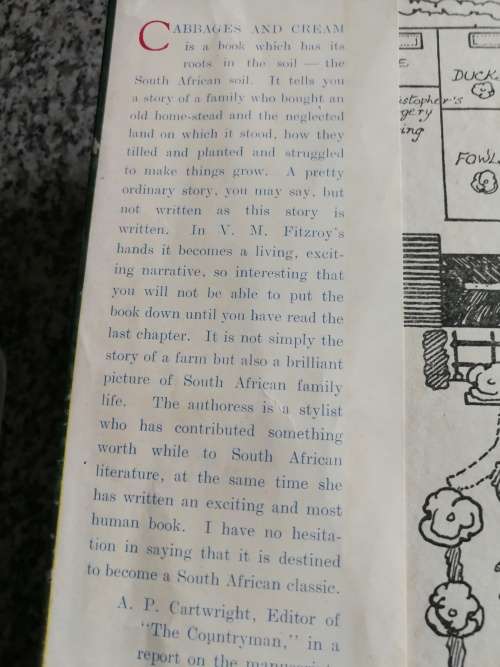 CABBAGES AND CREAM
is a book which has its
roots in the soil — the
South African soil. It tells you
a story of a family who bought an
old home-stead and the neglected
land on which it stood, how they
tilled and planted and struggled
to make things grow. A pretty
ordinary story, you may say, but
not written as this story is
written. In V. M. Fitzroy's
hands it becomes a living, excit-
ing narrative, so interesting that
you will not be able to put the
book down until you have read the
last chapter. It is not simply the
story of a farm but also a brilliant
picture of South African family
life. The authoress is a stylist
who has contributed something
worth while to South African
literature, at the same time she
has written an exciting and most
human book. I have no hesita-
tion in saying that it is destined
to become a South African classic.
A. P. Cartwright, Editor of
"The Countryman," in a
report on the
DUCK
FOWL